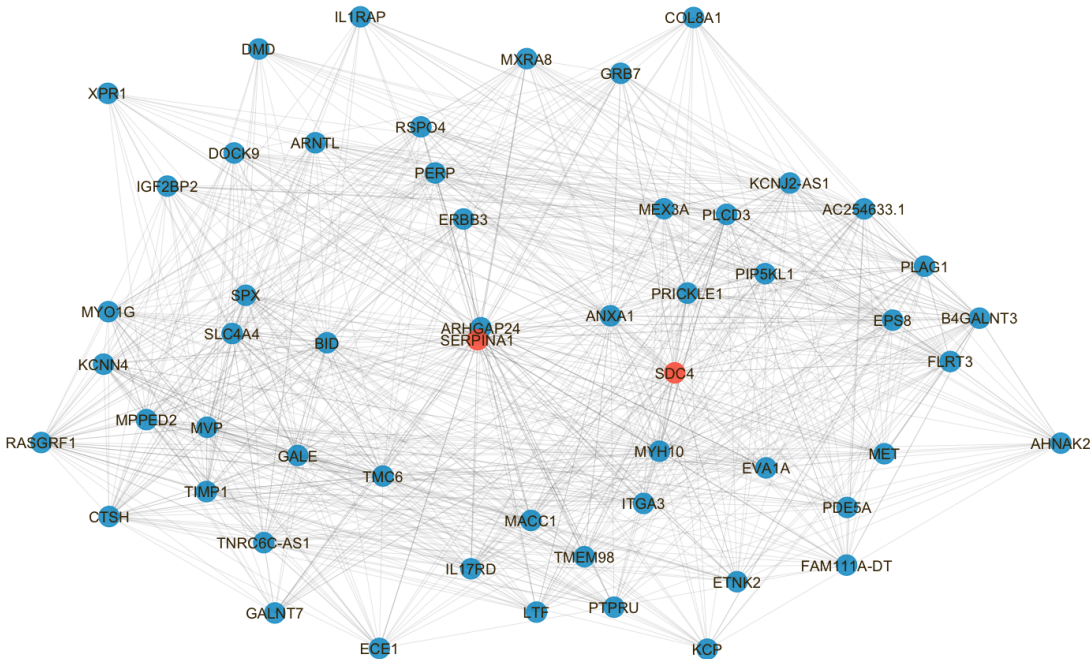 IL1RAP
COL8A1
DMD
MXRA8
GRB7
XPR1
RSPO4
ARNTL
DOCK9
PERP
IGF2BP2
KCNJ2-AS1
MEX3A
PLCD3
AC254633.1
ERBB3
PLAG1
PIP5KL1
SPX
PRICKLE1
MYO1G
ANXA1
EPS8
B4GALNT3
ARHGAP24
SERPINA1
SLC4A4
BID
KCNN4
FLRT3
SDC4
MPPED2
MVP
RASGRF1
AHNAK2
MYH10
GALE
MET
EVA1A
TMC6
TIMP1
ITGA3
PDE5A
CTSH
MACC1
TNRC6C-AS1
TMEM98
FAM111A-DT
IL17RD
ETNK2
GALNT7
LTF
PTPRU
ECE1
KCP